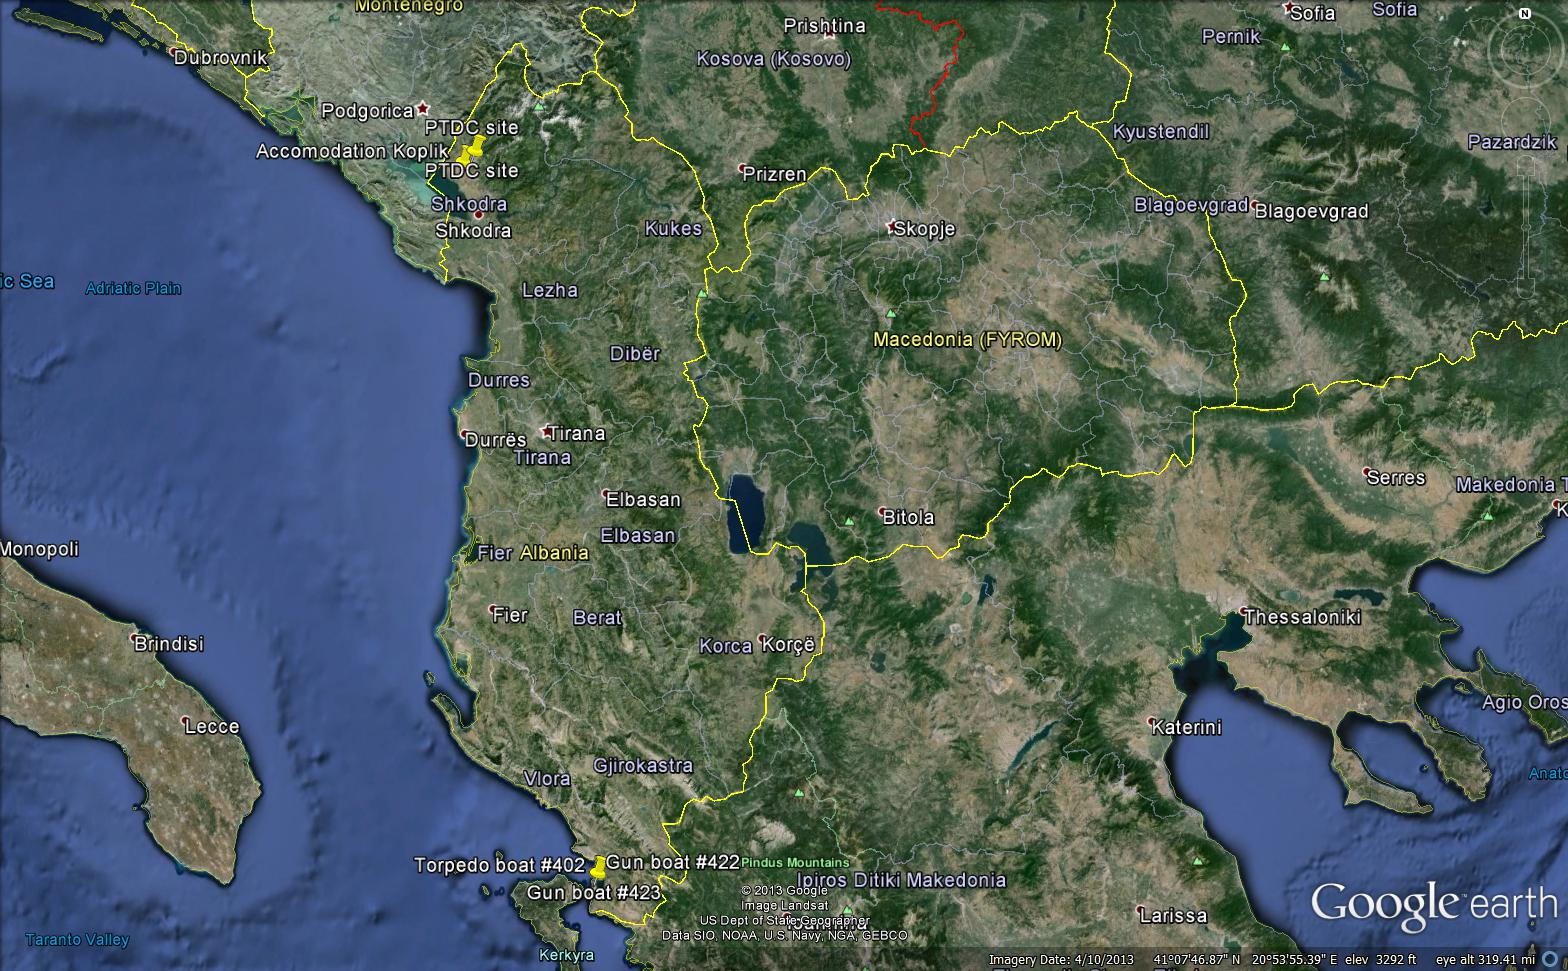 Montenegro
Prishtina
Sofia
Sofia
Pernik
Dubrovnik
Kosova (Kosovo)
Podgorica
PTDC site
Kyustendil
Pazardzik
Accomodation Koplik
PTDC site
Prizren
Shkodra
Shkodra
Kukes
Skopje
Blagoevgrad
Blagoevgrad
ic Sea
Adriatic Plain
Lezha
Macedonia (FYROM)
Dibër
Durres
Durrës
Tirana
Tirana
Serres
Makedonia T
Elbasan
Elbasan
Bitola
K
Monopoli
Fier
Albania
Fier
Berat
Thessaloniki
Brindisi
Korca
Korçë
Lecce
Katerini
Agio Oros
Vlora
Gjirokastra
Anato
Torpedo boat #402
Gun boat #422
Pindus Mountains
Gun boat #423
Ipiros Ditiki Makedonia
© 2013 Google
Image Landsat
US Dept of State Geographer
Data SIO, NOAA, U.S. Navy, NGA, GEBCO
Larissa
Google earth
Taranto Valley
Kerkyra
N
Imagery Date: 4/10/2013 41°07'46.87" N 20°53'55.39" E elev 3292 ft eye alt 319.41 mi